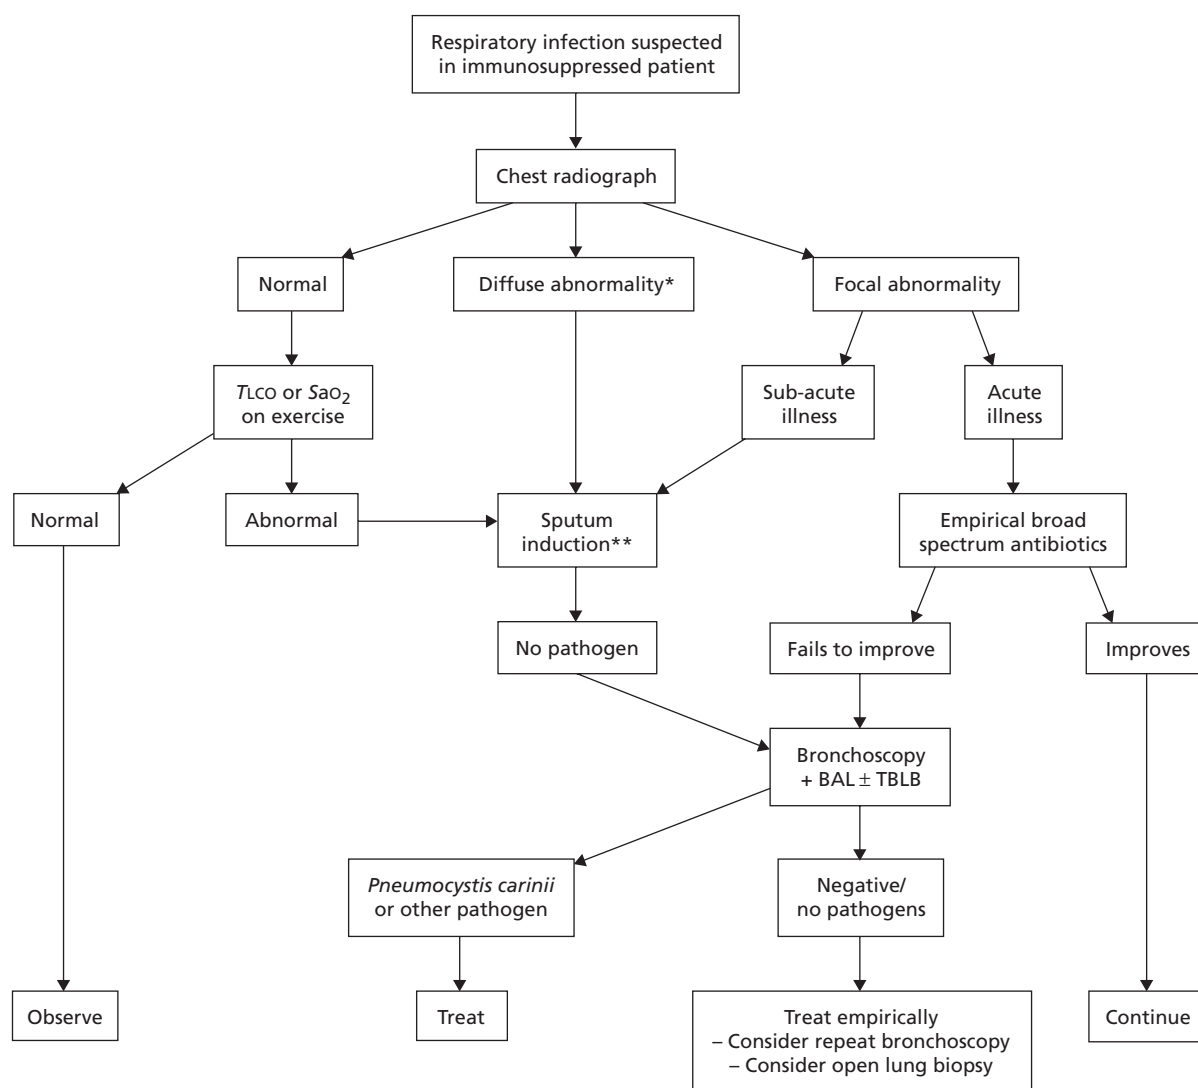 Respiratory infection suspected
in immunosuppressed patient
Chest radiograph
Normal
Diffuse abnormality*
Focal abnormality
TLCO or SaO2
on exercise
Sub-acute
illness
Acute
illness
Normal
Abnormal
Sputum
induction**
Empirical broad
spectrum antibiotics
No pathogen
Fails to improve
Improves
Bronchoscopy
+ BAL ± TBLB
Pneumocystis carinii
or other pathogen
Negative/
no pathogens
Observe
Treat
Treat empirically
– Consider repeat bronchoscopy
– Consider open lung biopsy
Continue